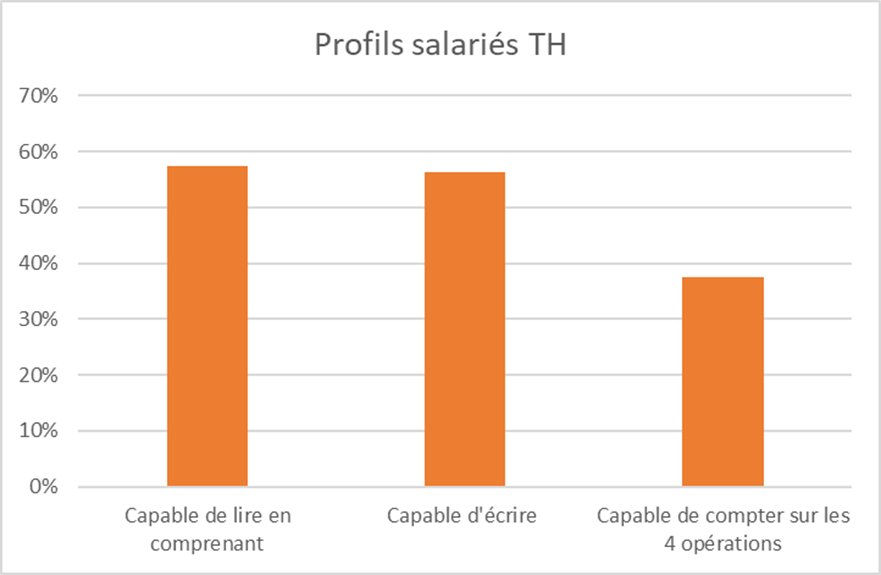 Profils salariés TH
70%
60%
50%
40%
30%
20%
10%
0%
Capable de lire en
comprenant
Capable d'écrire
Capable de compter sur les
4 opérations